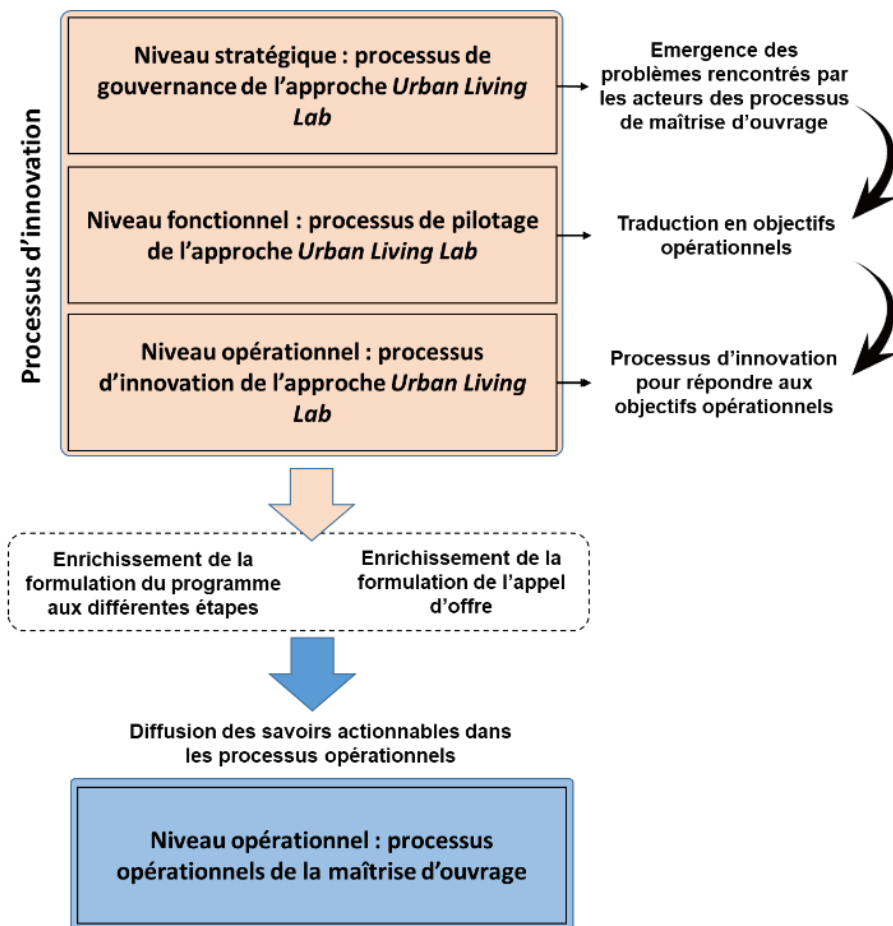 Processus d'innovation
Niveau stratégique : processus de
gouvernance de l'approche Urban Living
Lab
Emergence des
problèmes rencontrés par
les acteurs des processus
de maîtrise d'ouvrage
Niveau fonctionnel : processus de pilotage
de l'approche Urban Living Lab
Traduction en objectifs
opérationnels
Niveau opérationnel : processus
d'innovation de l'approche Urban Living
Lab
Processus d'innovation
pour répondre aux
objectifs opérationnels
Enrichissement de la
formulation du programme
aux différentes étapes
Enrichissement de la
formulation de l'appel
d'offre
Diffusion des savoirs actionnables dans
les processus opérationnels
Niveau opérationnel : processus
opérationnels de la maîtrise d'ouvrage